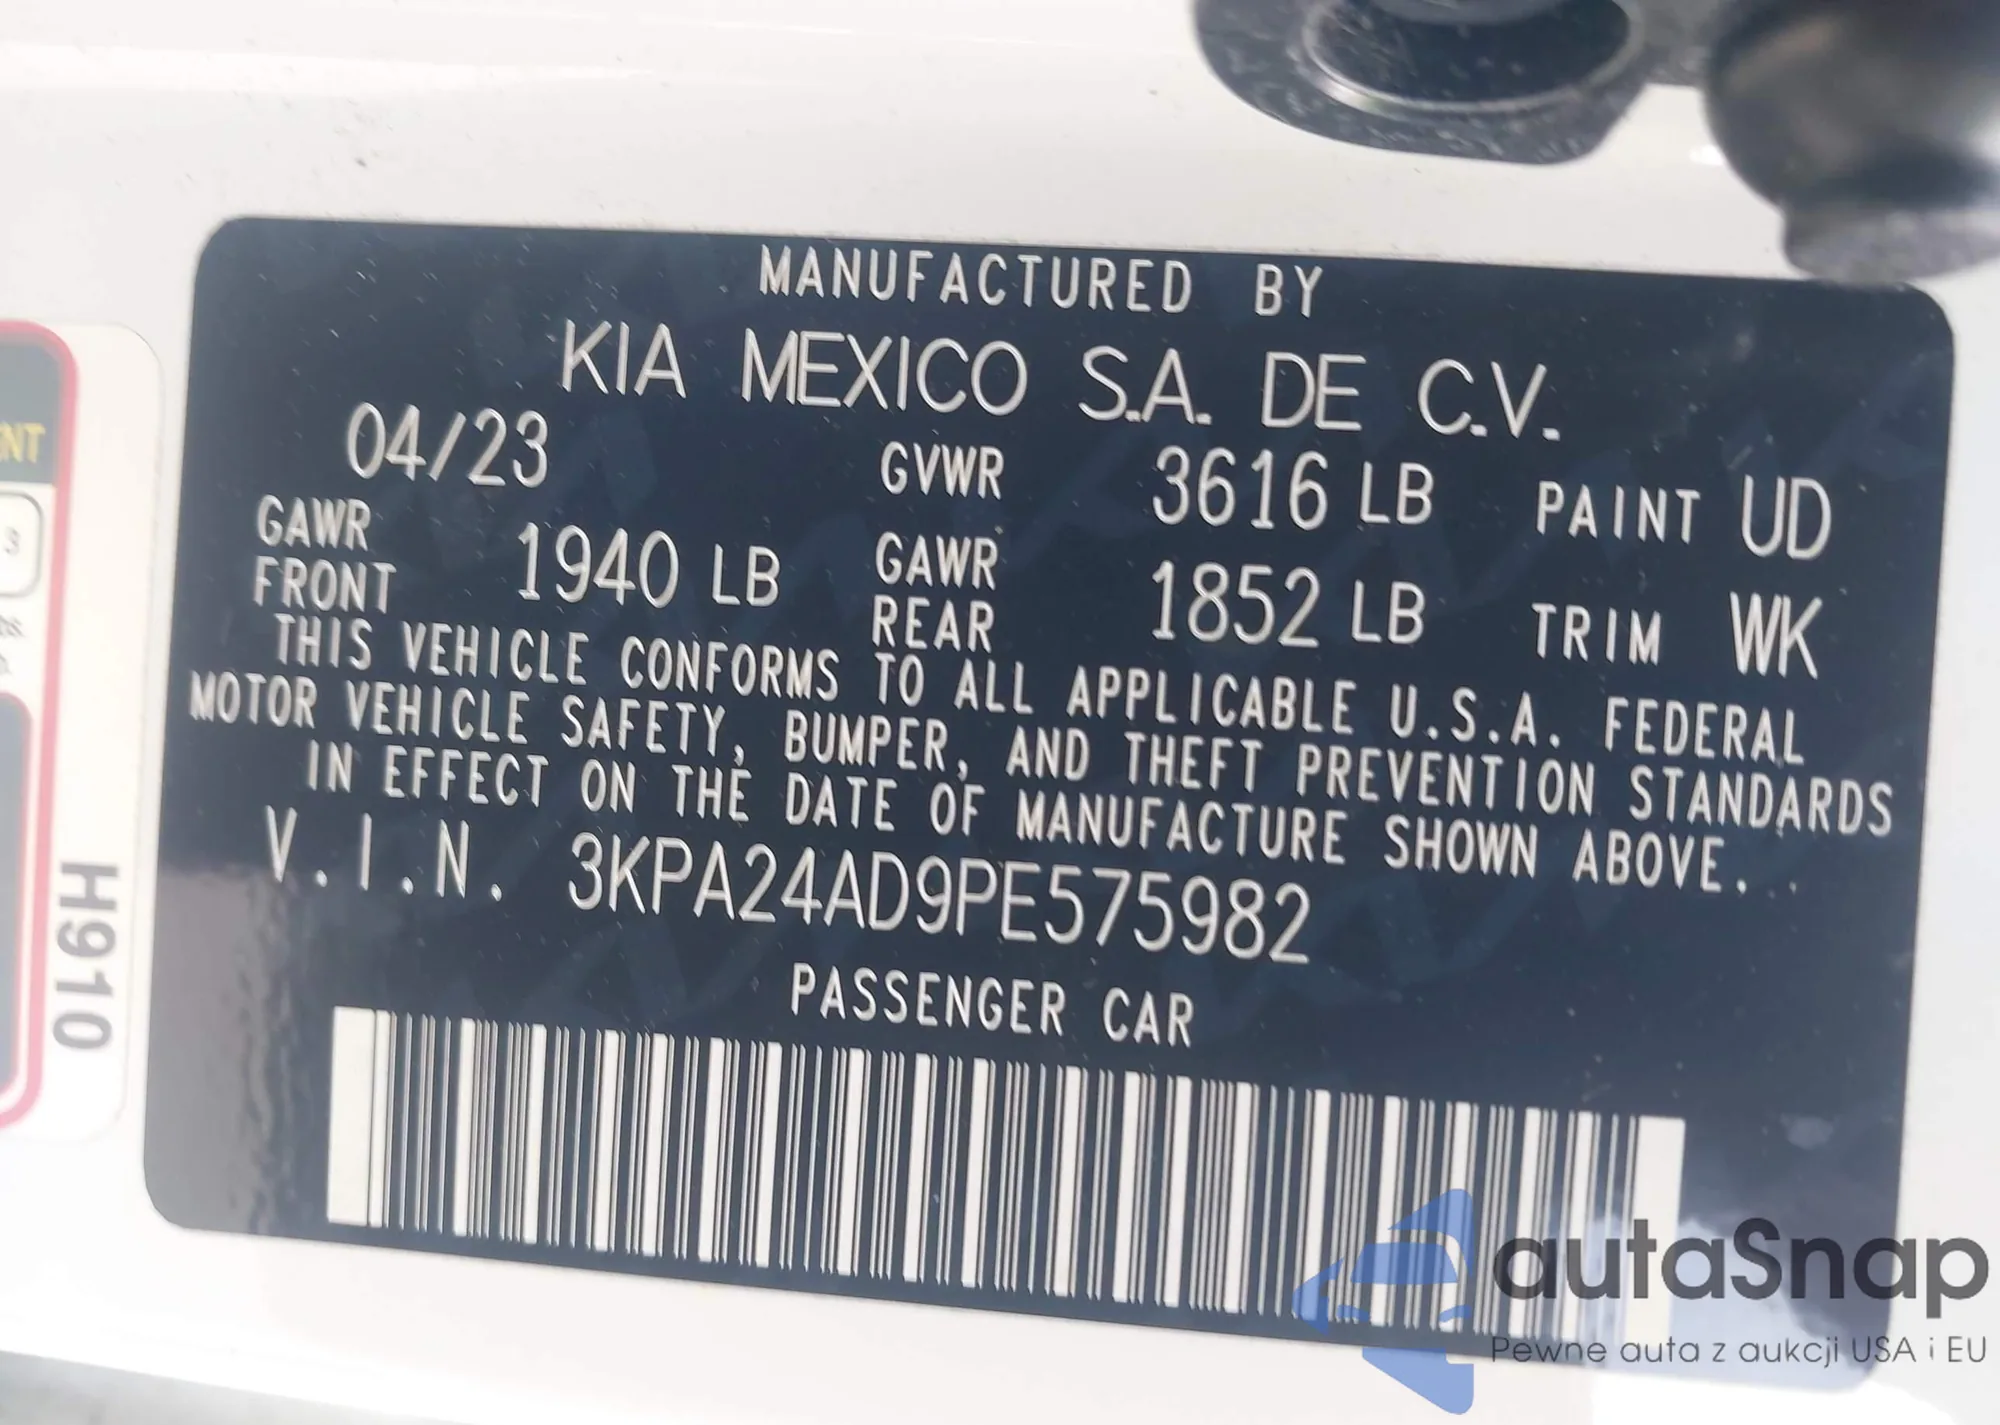 MANUFACTURED BY
KIA MEXICO S.A. DE C.V.
04/23 GVWR 3616 LB PAINT UD
GAWR FRONT 1940 LB GAWR REAR 1852 LB TRIM WK
THIS VEHICLE CONFORMS TO ALL APPLICABLE U.S.A. FEDERAL
MOTOR VEHICLE SAFETY, BUMPER, AND THEFT PREVENTION STANDARDS
IN EFFECT ON THE DATE OF MANUFACTURE SHOWN ABOVE.
V.I.N. 3KPA24AD9PE575982
PASSENGER CAR
H910
3
autaSnap
Pewne auta z aukcji USA i EU